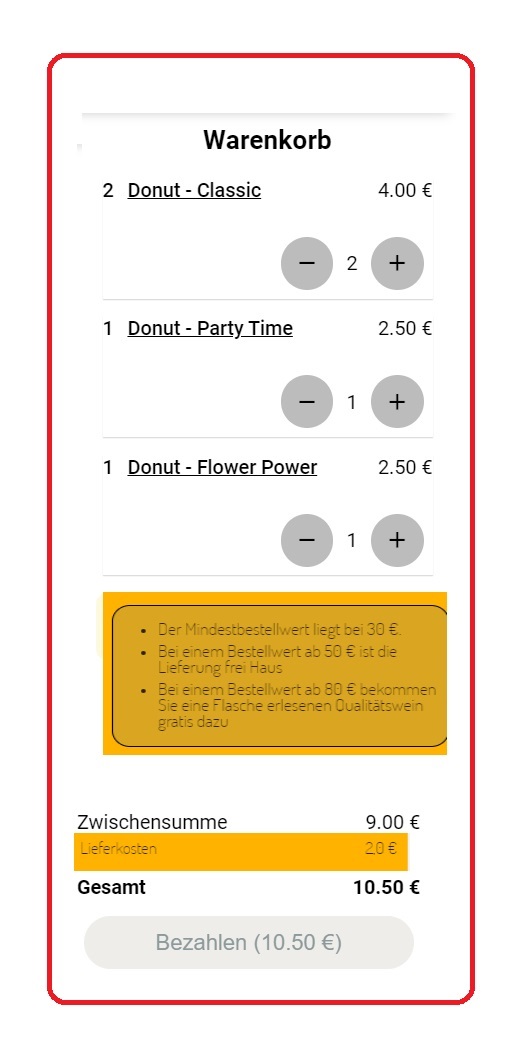 Warenkorb
2 Donut - Classic 4.00 €
− 2 +
1 Donut - Party Time 2.50 €
− 1 +
1 Donut - Flower Power 2.50 €
− 1 +
• Der Mindestbestellwert liegt bei 30 €.
• Bei einem Bestellwert ab 50 € ist die
Lieferung frei Haus
• Bei einem Bestellwert ab 80 € bekommen
Sie eine Flasche erlesenen Qualitätswein
gratis dazu
Zwischensumme 9.00 €
Lieferkosten 2.0 €
Gesamt 10.50 €
Bezahlen (10.50 €)